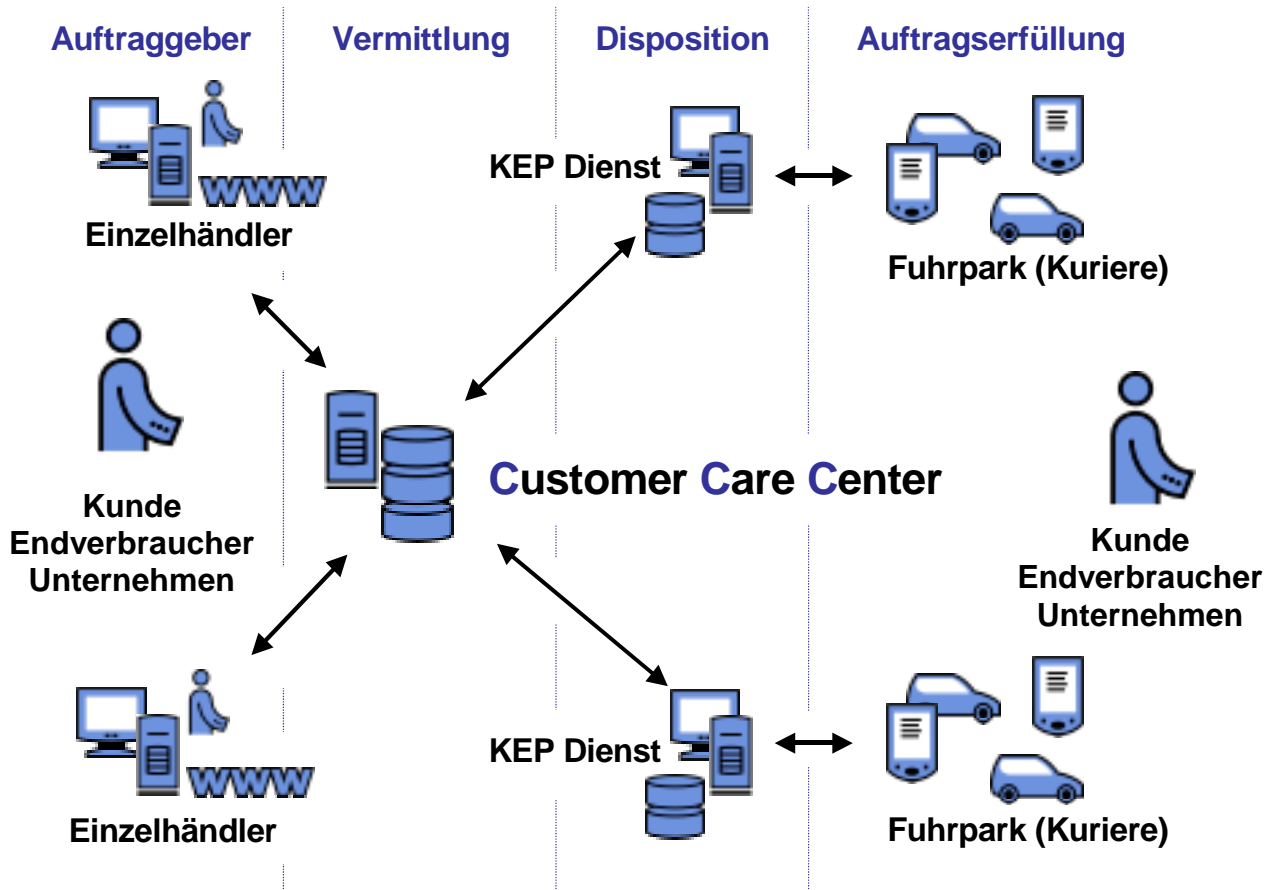 Auftraggeber
Vermittlung
Disposition
Auftragserfüllung
WWW
Einzelhändler
KEP Dienst
Fuhrpark (Kuriere)
Kunde
Endverbraucher
Unternehmen
Customer Care Center
Kunde
Endverbraucher
Unternehmen
WWW
Einzelhändler
KEP Dienst
Fuhrpark (Kuriere)